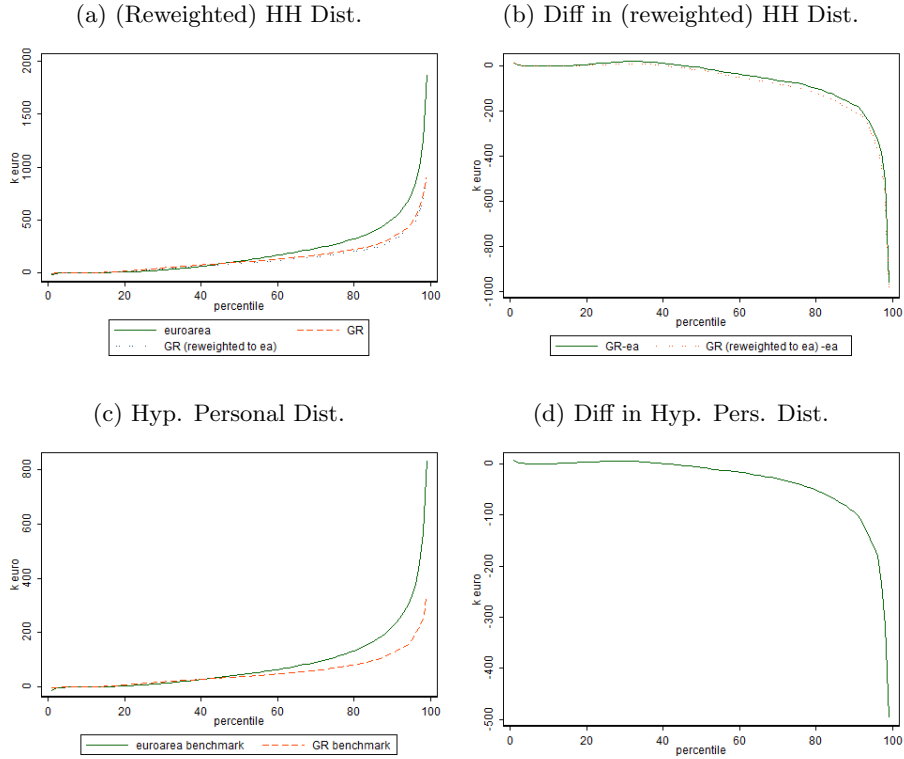 (a) (Reweighted) HH Dist.
2000
1500
1000
500
0
k euro
0 20 40 60 80 100
percentile
euroarea
GR
GR (reweighted to ea)
(b) Diff in (reweighted) HH Dist.
0
-200
-400
-600
-800
-1000
k euro
0 20 40 60 80 100
percentile
GR-ea
GR (reweighted to ea) -ea
(c) Hyp. Personal Dist.
800
600
400
200
0
k euro
0 20 40 60 80 100
percentile
euroarea benchmark
GR benchmark
(d) Diff in Hyp. Pers. Dist.
0
-100
-200
-300
-400
-500
k euro
0 20 40 60 80 100
percentile